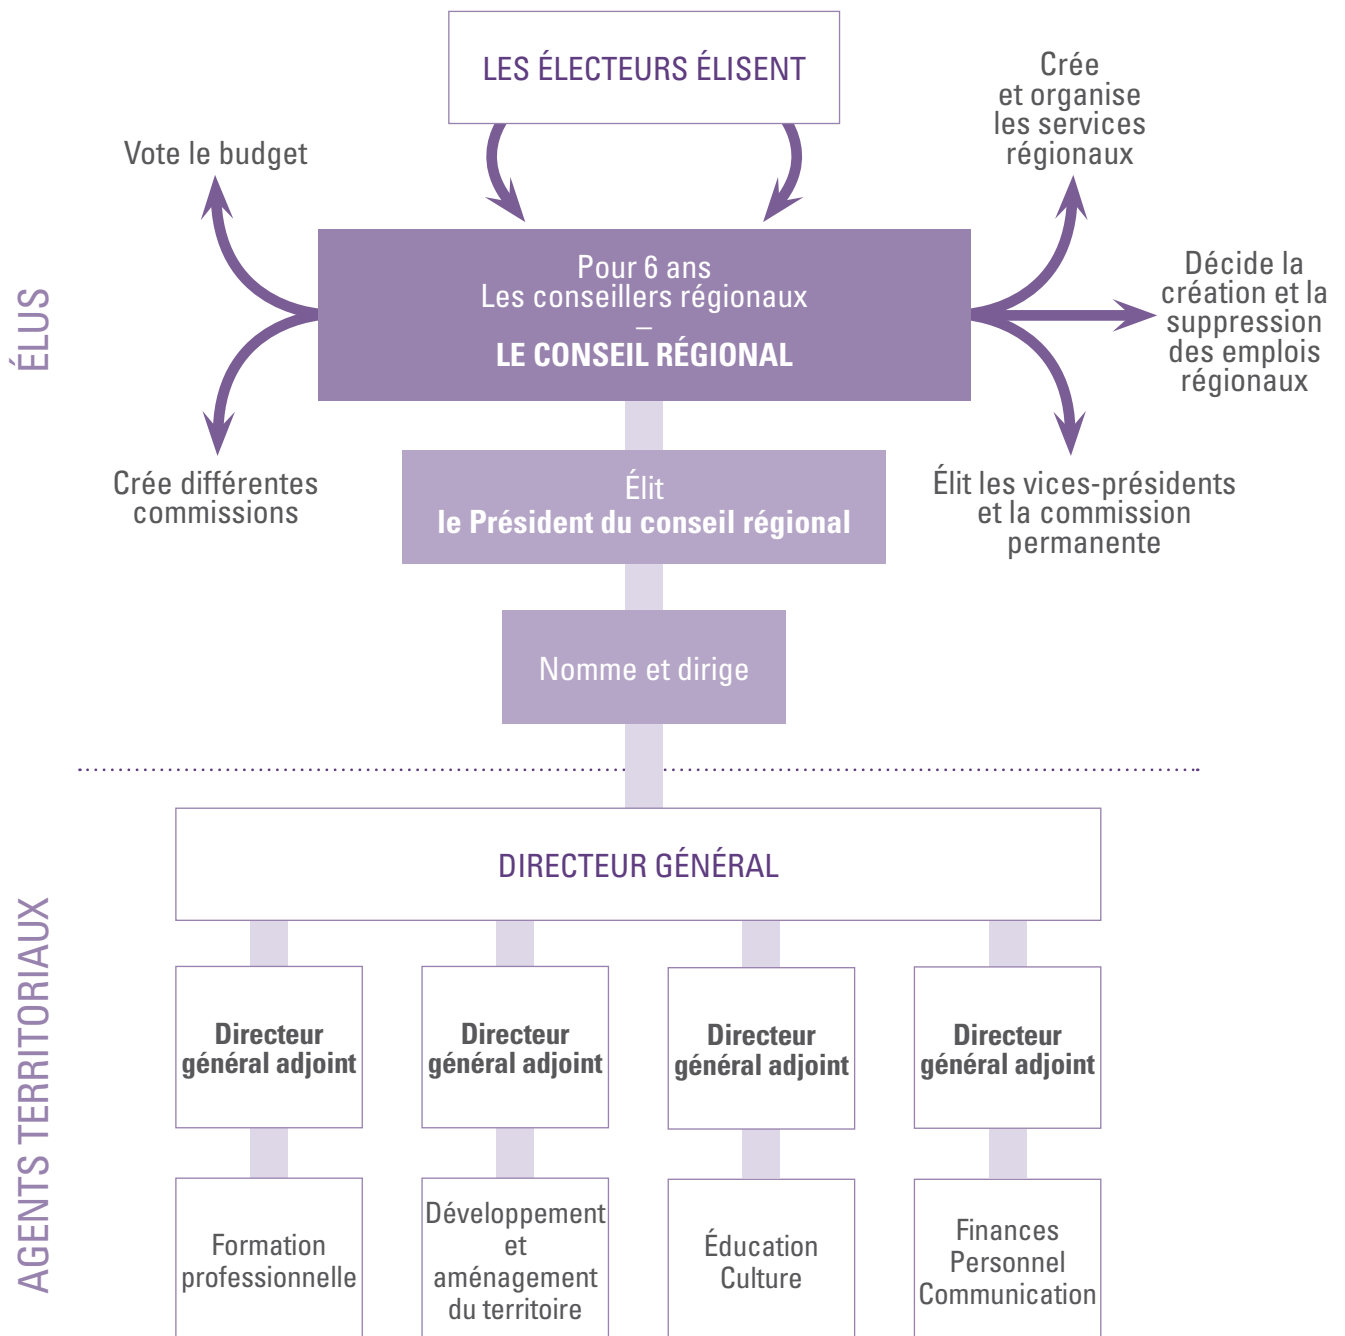 LES ÉLECTEURS ÉLISENT
Vote le budget
Crée
et organise
les services
régionaux
ÉLUS
Pour 6 ans
Les conseillers régionaux
–
LE CONSEIL RÉGIONAL
Décide la
création et la
suppression
des emplois
régionaux
Crée différentes
commissions
Élit
le Président du conseil régional
Élit les vices-présidents
et la commission
permanente
Nomme et dirige
AGENTS TERRITORIAUX
DIRECTEUR GÉNÉRAL
Directeur
général adjoint
Directeur
général adjoint
Directeur
général adjoint
Directeur
général adjoint
Formation
professionnelle
Développement
et
aménagement
du territoire
Éducation
Culture
Finances
Personnel
Communication